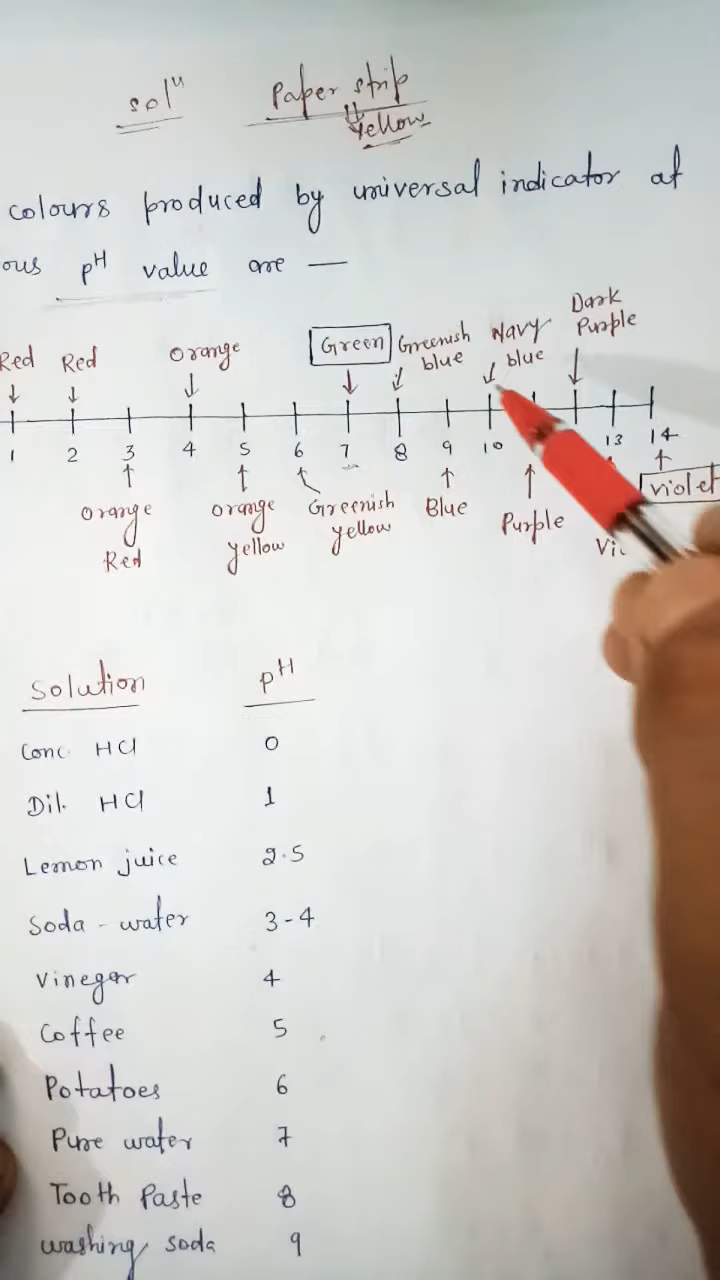 solⁿ Paper strip
Yellow
colours produced by universal indicator at
ous pH value are —
Dark
Purple
Red Red Orange Green Greenish
blue Navy
blue
1 2 3 4 5 6 7 8 9 10 13 14
Orange
Red
Orange
yellow
Greenish
yellow
Blue
Purple
Vi
violet
Solution pH
Conc. HCl 0
Dil. HCl 1
Lemon juice 2.5
Soda - water 3-4
Vinegar 4
Coffee 5
Potatoes 6
Pure water 7
Tooth Paste 8
washing soda 9